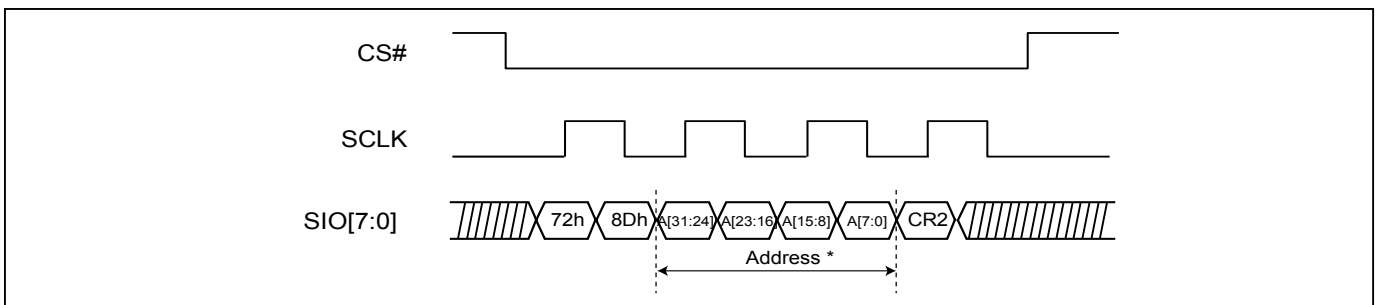 CS#
SCLK
SIO[7:0] 72h 8Dh A[31:24] A[23:16] A[15:8] A[7:0] CR2
Address *